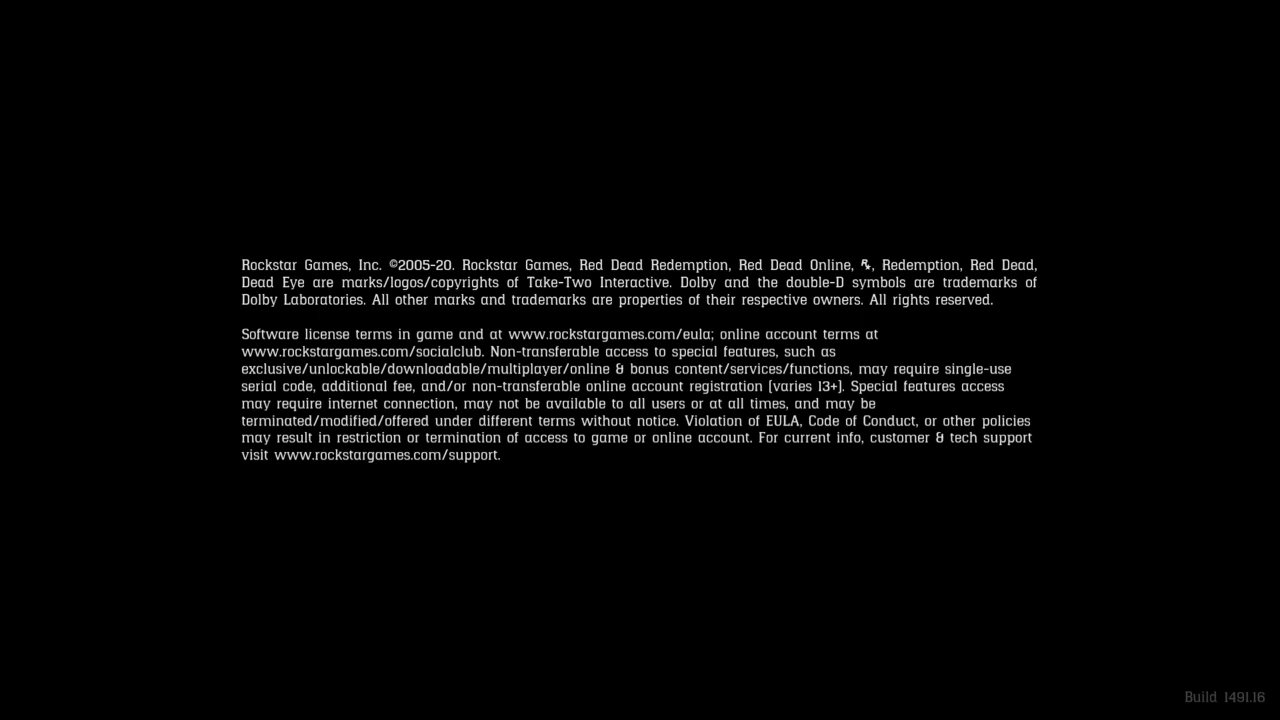 Rockstar Games, Inc. ©2005-20. Rockstar Games, Red Dead Redemption, Red Dead Online, R*, Redemption, Red Dead,
Dead Eye are marks/logos/copyrights of Take-Two Interactive. Dolby and the double-D symbols are trademarks of
Dolby Laboratories. All other marks and trademarks are properties of their respective owners. All rights reserved.
Software license terms in game and at www.rockstargames.com/eula; online account terms at
www.rockstargames.com/socialclub. Non-transferable access to special features, such as
exclusive/unlockable/downloadable/multiplayer/online & bonus content/services/functions, may require single-use
serial code, additional fee, and/or non-transferable online account registration (varies 13+). Special features access
may require internet connection, may not be available to all users or at all times, and may be
terminated/modified/offered under different terms without notice. Violation of EULA, Code of Conduct, or other policies
may result in restriction or termination of access to game or online account. For current info, customer & tech support
visit www.rockstargames.com/support.
Build 1491.16